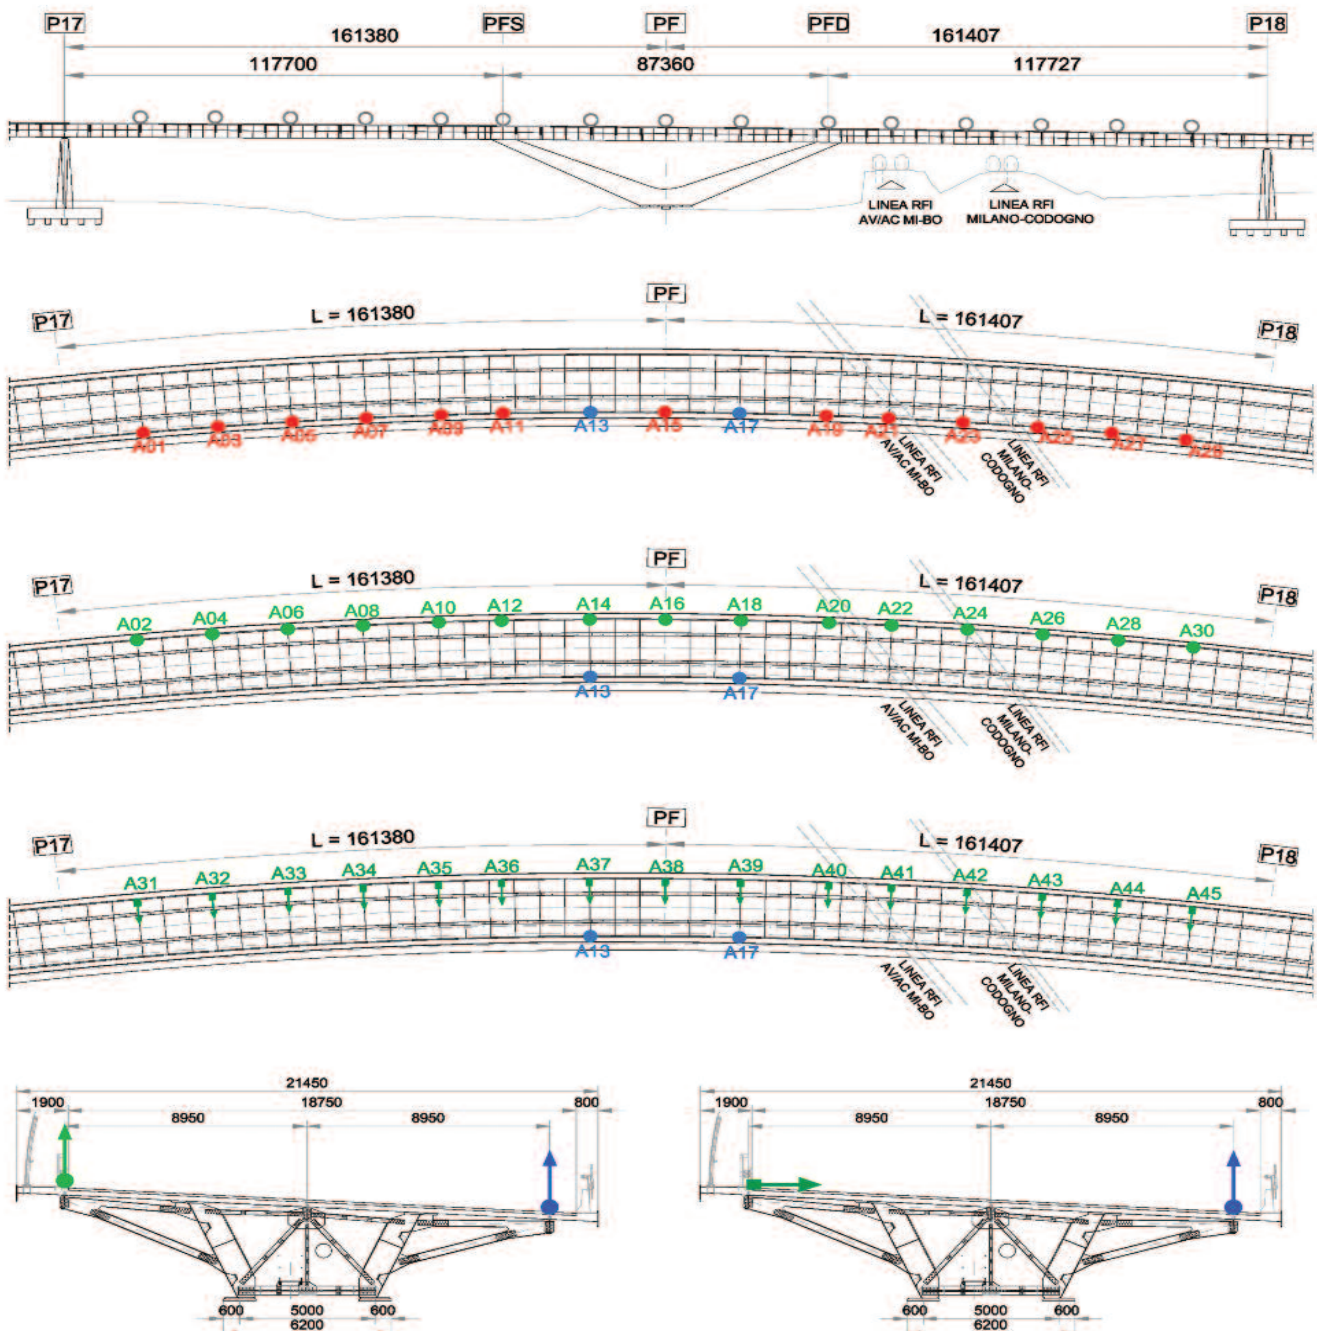 P17 PFS PF PFD P18
161380 161407
117700 87360 117727
LINEA RFI
AV/AC MI-BO
LINEA RFI
MILANO-CODOGNO
PF
P17 L = 161380 L = 161407 P18
A01 A03 A05 A07 A09 A11 A13 A15 A17 A19 A21 A23 A25 A27 A29
LINEA RFI
AV/AC MI-BO
LINEA RFI
MILANO-
CODOGNO
PF
P17 L = 161380 L = 161407 P18
A02 A04 A06 A08 A10 A12 A14 A16 A18 A20 A22 A24 A26 A28 A30
A13 A17
LINEA RFI
AV/AC MI-BO
LINEA RFI
MILANO-
CODOGNO
PF
P17 L = 161380 L = 161407 P18
A31 A32 A33 A34 A35 A36 A37 A38 A39 A40 A41 A42 A43 A44 A45
A13 A17
LINEA RFI
AV/AC MI-BO
LINEA RFI
MILANO-
CODOGNO
21450
1900 18750 800
8950 8950
600 5000 600
6200
21450
1900 18750 800
8950 8950
600 5000 600
6200